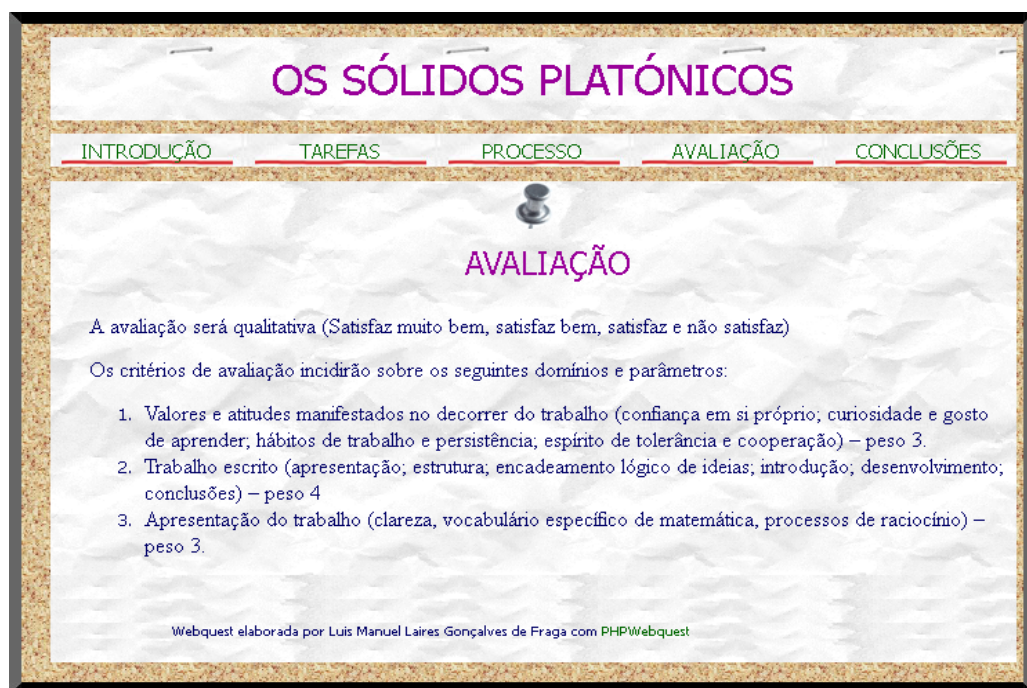 OS SÓLIDOS PLATÓNICOS
INTRODUÇÃO TAREFAS PROCESSO AVALIAÇÃO CONCLUSÕES
AVALIAÇÃO
A avaliação será qualitativa (Satisfaz muito bem, satisfaz bem, satisfaz e não satisfaz)
Os critérios de avaliação incidirão sobre os seguintes domínios e parâmetros:
1. Valores e atitudes manifestados no decorrer do trabalho (confiança em si próprio; curiosidade e gosto
de aprender; hábitos de trabalho e persistência; espírito de tolerância e cooperação) – peso 3.
2. Trabalho escrito (apresentação; estrutura; encadeamento lógico de ideias; introdução; desenvolvimento;
conclusões) – peso 4
3. Apresentação do trabalho (clareza, vocabulário específico de matemática, processos de raciocínio) –
peso 3.
Webquest elaborada por Luis Manuel Laires Gonçalves de Fraga com PHPWebquest